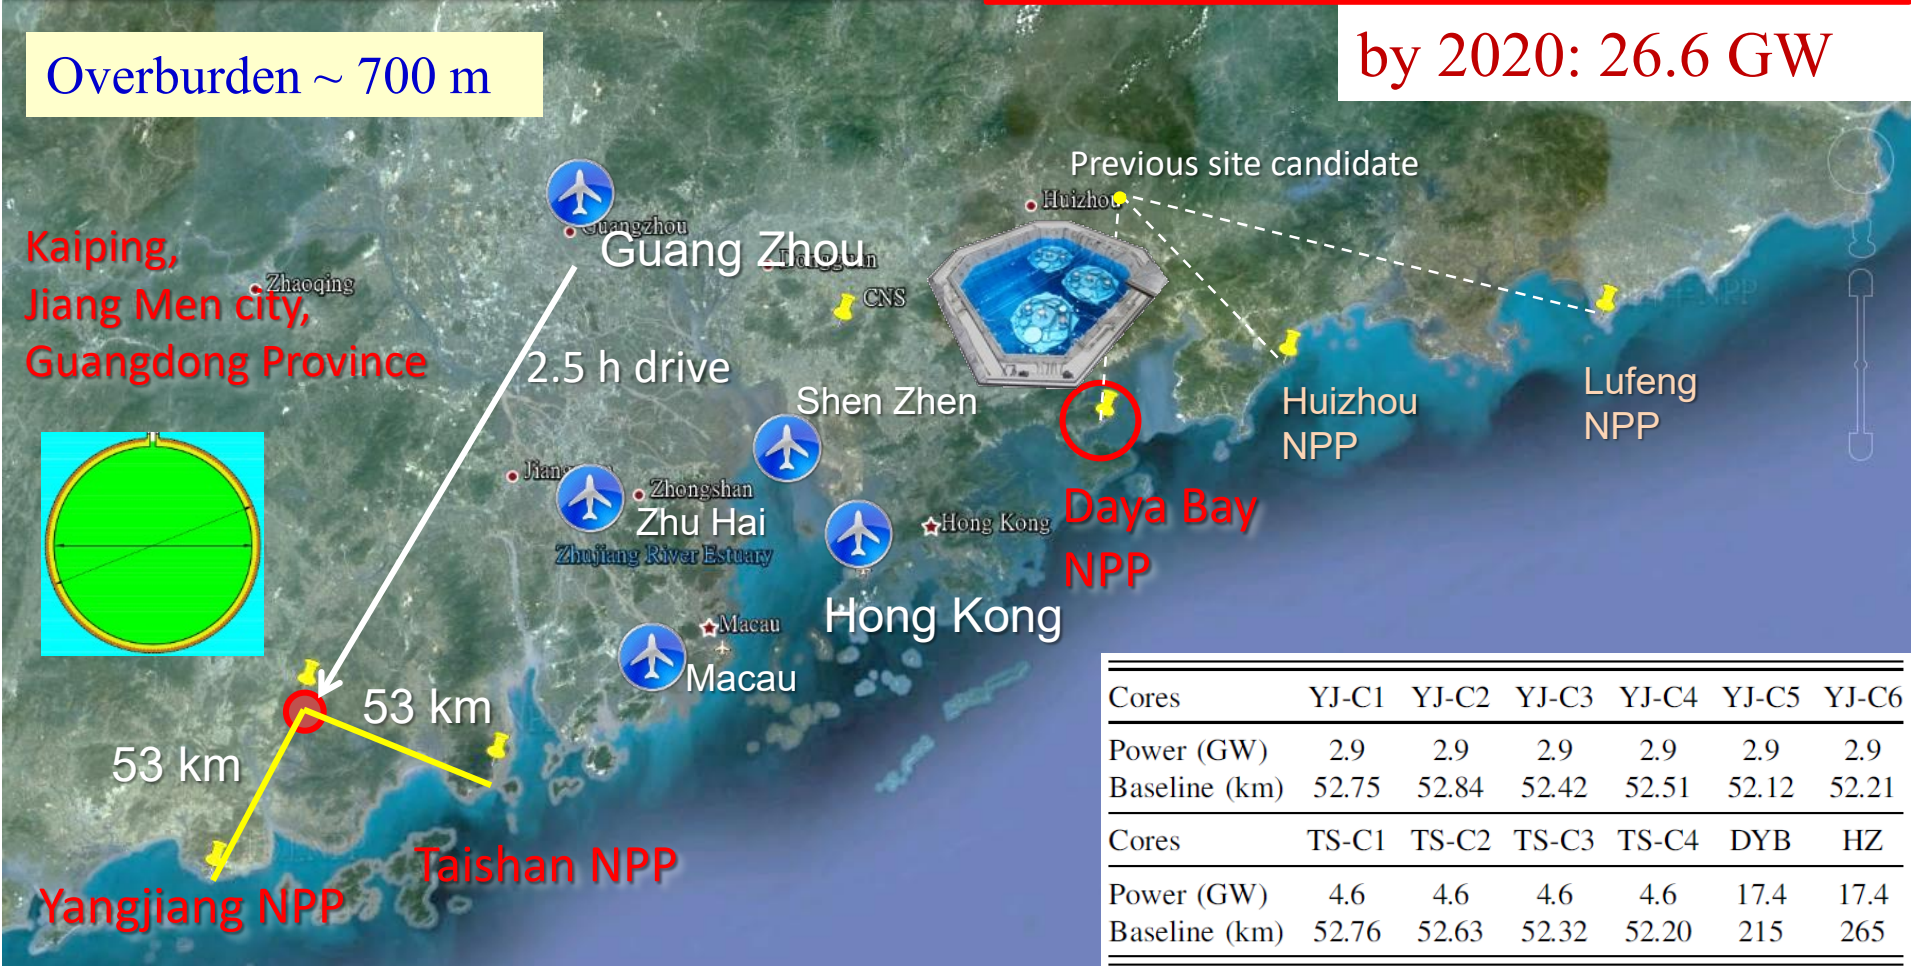 Overburden ~ 700 m
by 2020: 26.6 GW
Previous site candidate
Huizhou
Guangzhou
Guang Zhou
Kaiping,
Jiang Men city,
Guangdong Province
Zhaoqing
CNS
2.5 h drive
Shen Zhen
Huizhou
NPP
Lufeng
NPP
Zhongshan
Zhu Hai
Zhujiang River Estuary
Hong Kong
Daya Bay
NPP
Hong Kong
Macau
Macau
53 km
53 km
Taishan NPP
Yangjiang NPP
Cores YJ-C1 YJ-C2 YJ-C3 YJ-C4 YJ-C5 YJ-C6
Power (GW) 2.9 2.9 2.9 2.9 2.9 2.9
Baseline (km) 52.75 52.84 52.42 52.51 52.12 52.21
Cores TS-C1 TS-C2 TS-C3 TS-C4 DYB HZ
Power (GW) 4.6 4.6 4.6 4.6 17.4 17.4
Baseline (km) 52.76 52.63 52.32 52.20 215 265